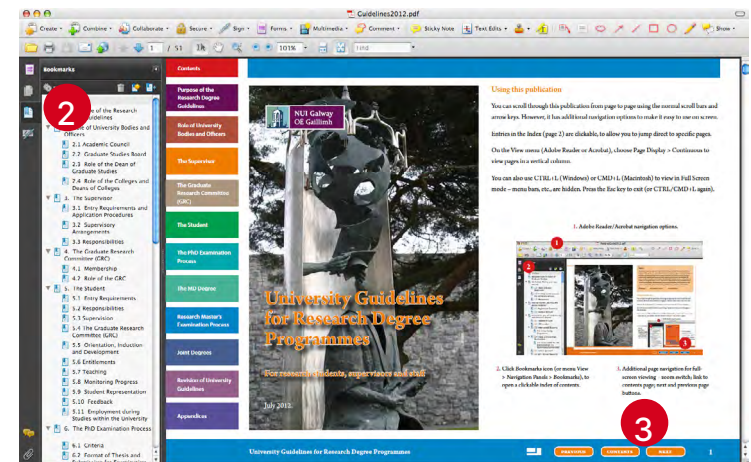 Guidelines2012.pdf
Create
Combine
Collaborate
Secure
Sign
Forms
Multimedia
Comment
Sticky Note
Text Edits
Show
1 / 51
101%
Find
Bookmarks
2
of the Research
of University Bodies and
Officers
2.1 Academic Council
2.2 Graduate Studies Board
2.3 Role of the Dean of
Graduate Studies
2.4 Role of the Colleges and
Deans of Colleges
3. The Supervisor
3.1 Entry Requirements and
Application Procedures
3.2 Supervisory
Arrangements
3.3 Responsibilities
4. The Graduate Research
Committee (GRC)
4.1 Membership
4.2 Role of the GRC
5. The Student
5.1 Entry Requirements
5.2 Responsibilities
5.3 Supervision
5.4 The Graduate Research
Committee (GRC)
5.5 Orientation, Induction
and Development
5.6 Entitlements
5.7 Teaching
5.8 Monitoring Progress
5.9 Student Representation
5.10 Feedback
5.11 Employment during
Studies within the University
6. The PhD Examination Process
6.1 Criteria
6.2 Format of Thesis and
Contents
Purpose of the
Research Degree
Guidelines
Role of University
Bodies and Officers
The Supervisor
The Graduate
Research Committee
(GRC)
The Student
The PhD Examination
Process
The MD Degree
Research Master's
Examination Process
Joint Degrees
Revision of University
Guidelines
Appendices
NUI Galway
OÉ Gaillimh
University Guidelines
for Research Degree
Programmes
For research students, supervisors and staff
July 2012.
Using this publication
You can scroll through this publication from page to page using the normal scroll bars and
arrow keys. However, it has additional navigation options to make it easy to use on screen.
Entries in the Index (page 2) are clickable, to allow you to jump direct to specific pages.
On the View menu (Adobe Reader or Acrobat), choose Page Display > Continuous to
view pages in a vertical column.
You can also use CTRL+L (Windows) or CMD+L (Macintosh) to view in Full Screen
mode – menu bars, etc., are hidden. Press the Esc key to exit (or CTRL/CMD+L again).
1. Adobe Reader/Acrobat navigation options.
1
2
3
2. Click Bookmarks icon (or menu View
> Navigation Panels > Bookmarks), to
open a clickable index of contents.
3. Additional page navigation for full-
screen viewing – zoom switch; link to
contents page; next and previous page
buttons.
3
University Guidelines for Research Degree Programmes
PREVIOUS
CONTENTS
NEXT
1